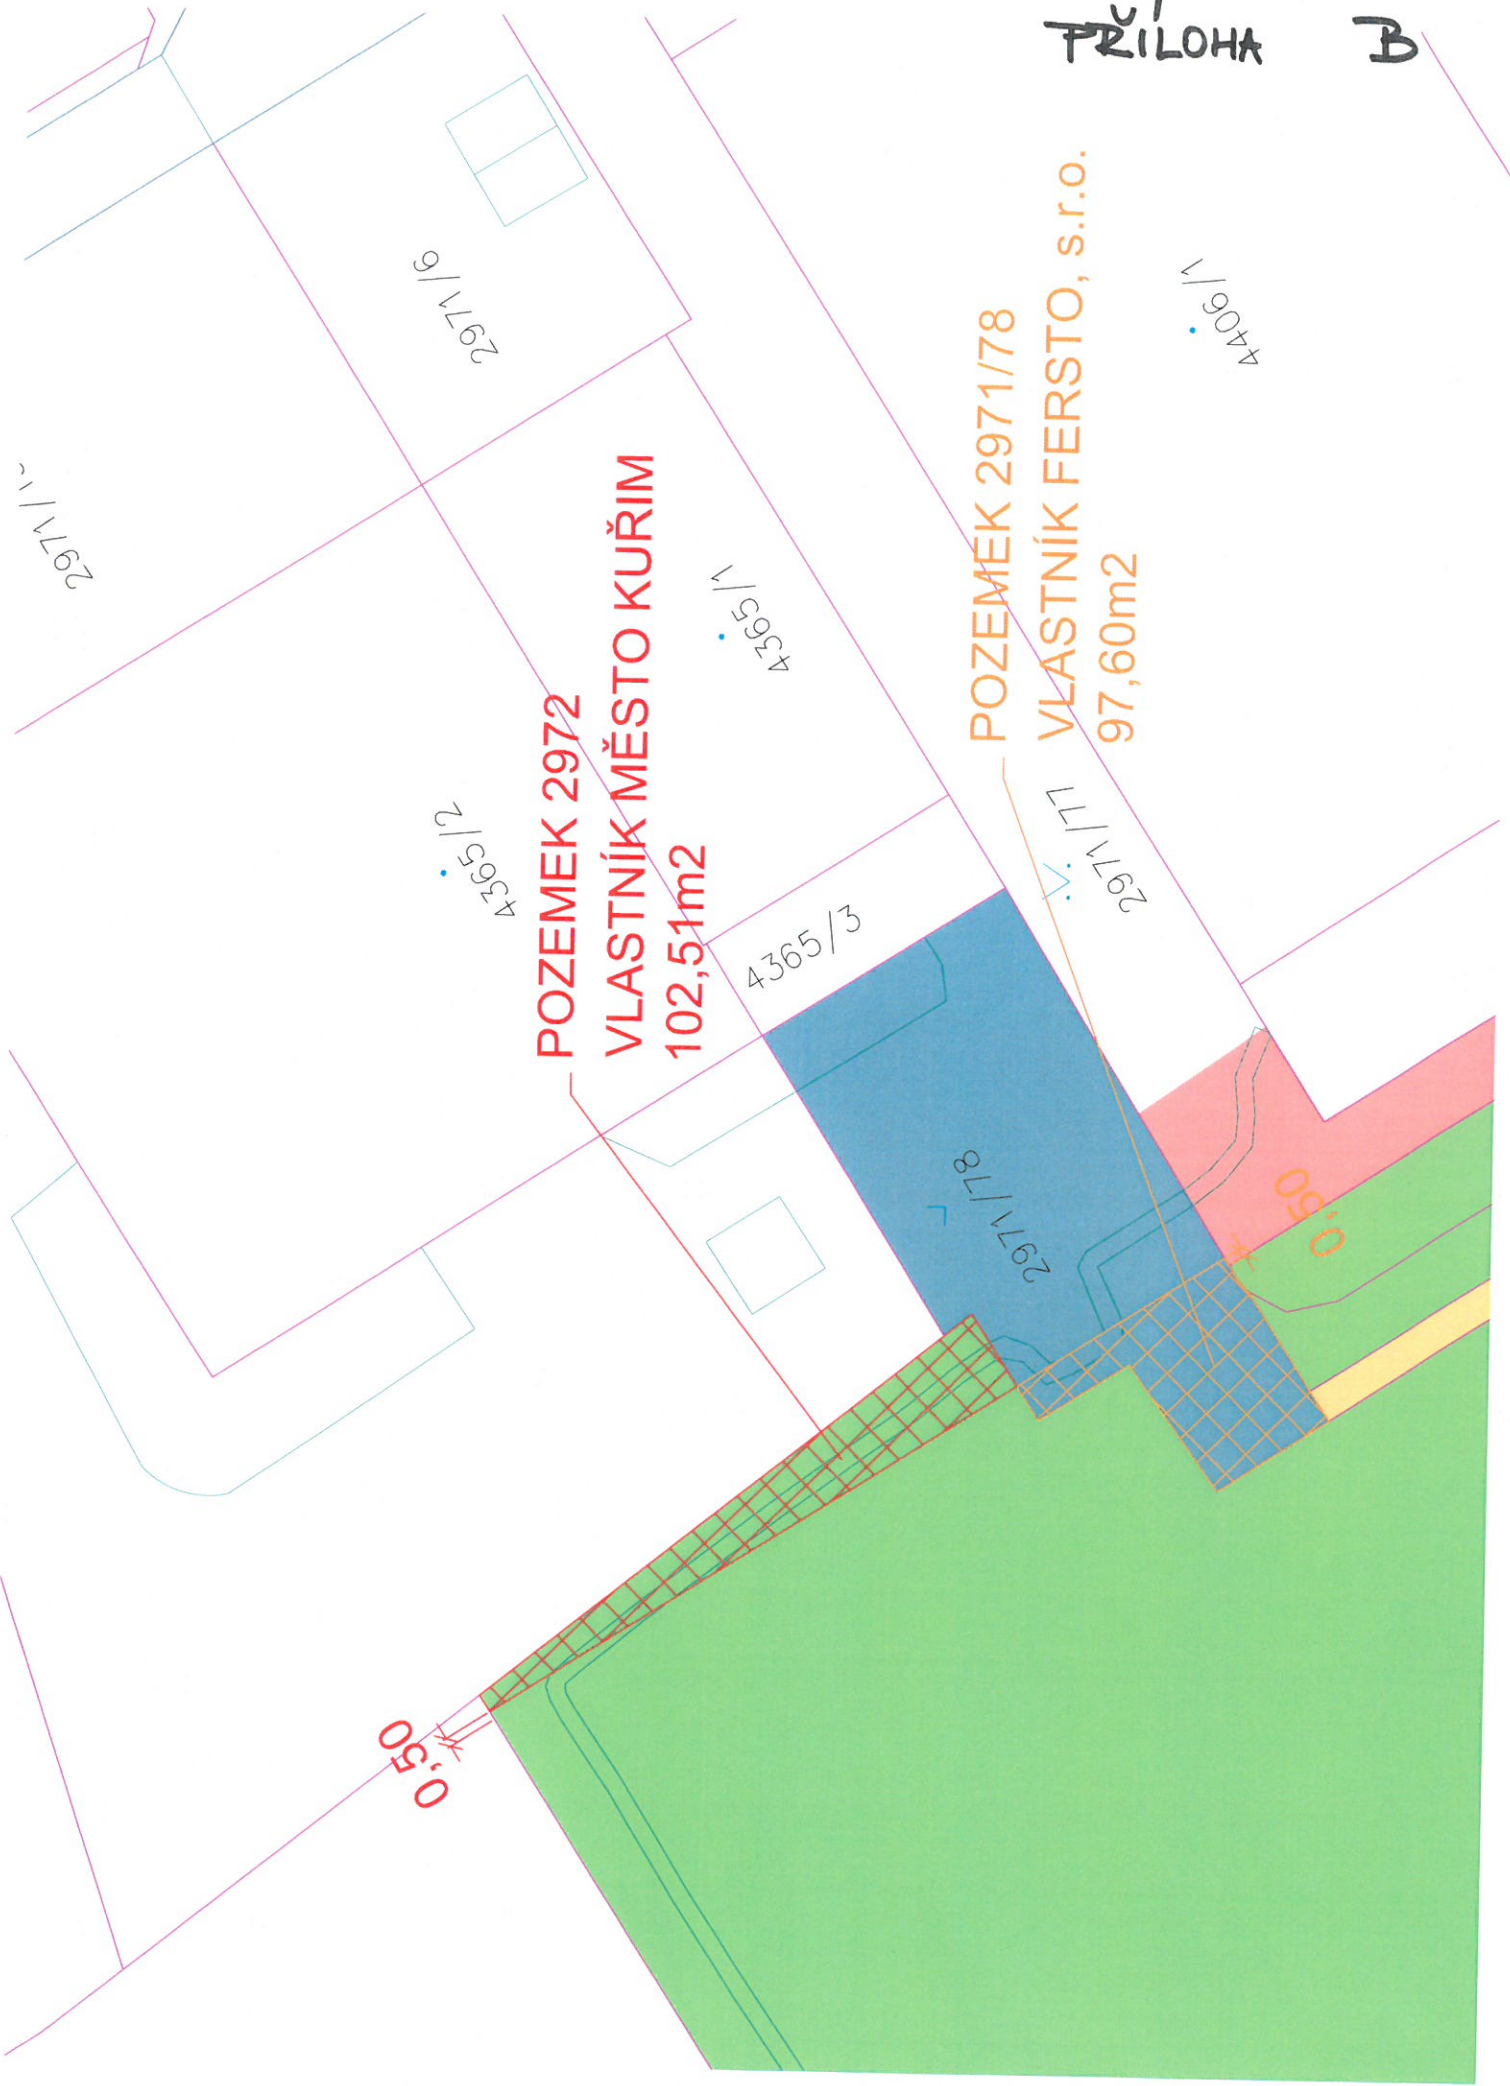 PŘÍLOHA B
2971/6
4406/1
POZEMEK 2971/78
VLASTNÍK FERSTO, s.r.o.
97,60m2
POZEMEK 2972
VLASTNÍK MĚSTO KUŘIM
102,51m2
4365/1
4365/2
4365/3
2971/77
2971/78
0,50
0,50